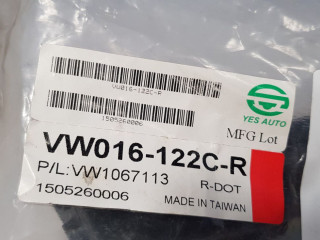 VW016-122C-R
1505260006
YES AUTO
MFG Lot
VW016-122C-R
P/L:VW1067113
R-DOT
1505260006
MADE IN TAIWAN